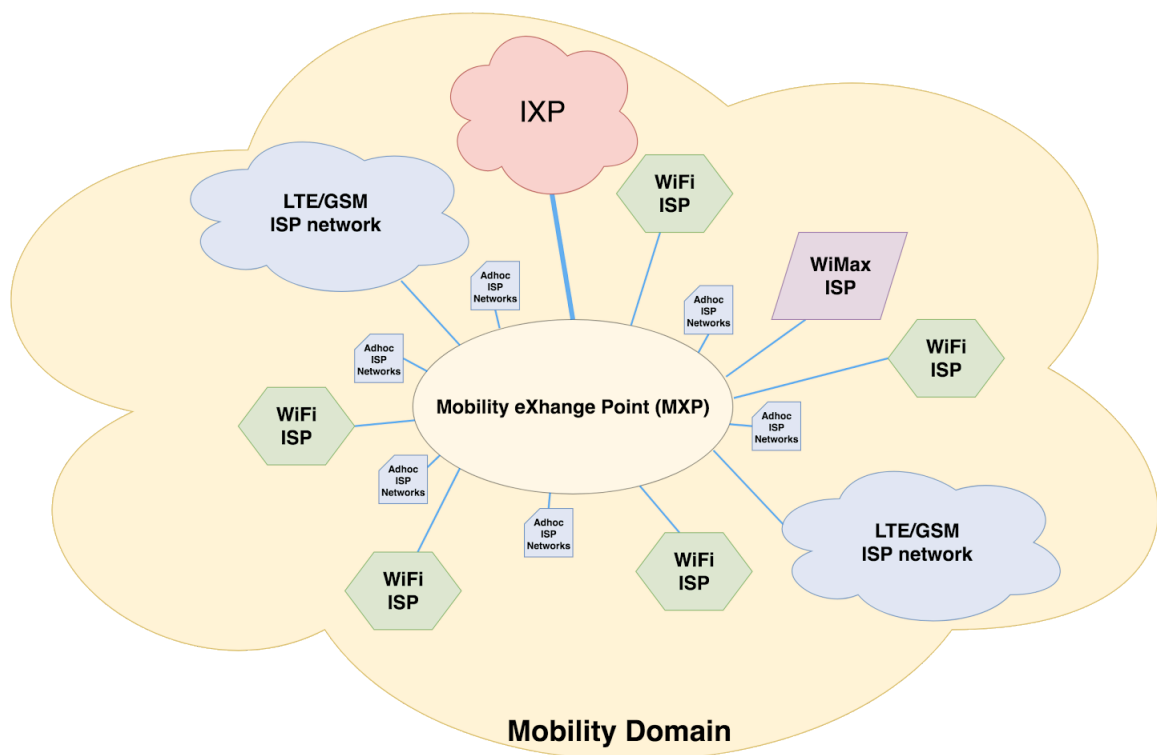 IXP
WiFi
ISP
LTE/GSM
ISP network
WiMax
ISP
Adhoc
ISP
Networks
Adhoc
ISP
Networks
Adhoc
ISP
Networks
WiFi
ISP
Mobility eXhange Point (MXP)
WiFi
ISP
Adhoc
ISP
Networks
Adhoc
ISP
Networks
Adhoc
ISP
Networks
LTE/GSM
ISP network
WiFi
ISP
WiFi
ISP
Mobility Domain